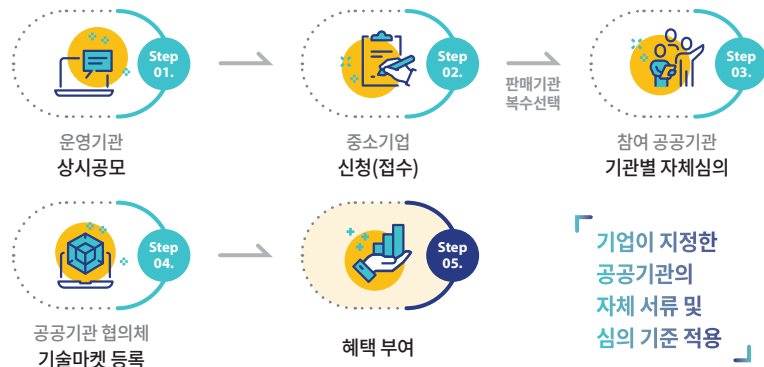 Step
01.
운영기관
상시공모
Step
02.
중소기업
신청(접수)
판매기관
복수선택
Step
03.
참여 공공기관
기관별 자체심의
Step
04.
공공기관 협의체
기술마켓 등록
Step
05.
혜택 부여
기업이 지정한
공공기관의
자체 서류 및
심의 기준 적용